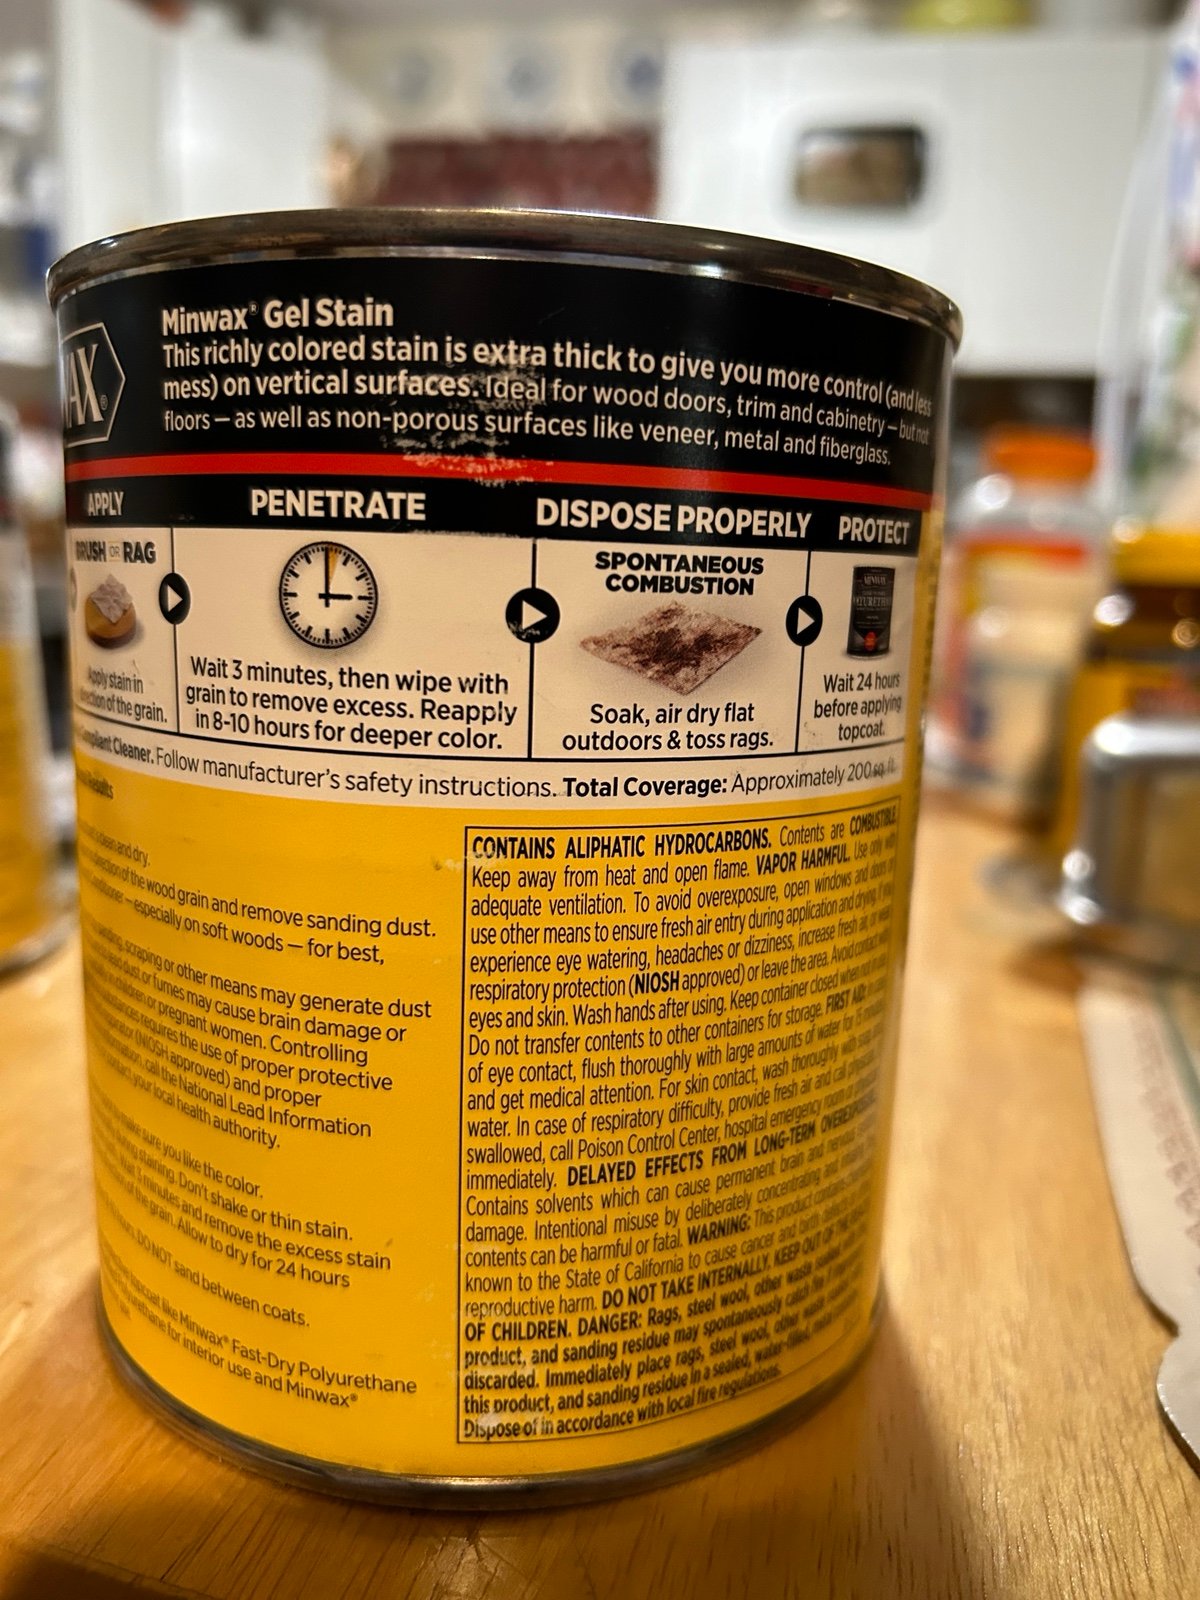 Minwax® Gel Stain
This richly colored stain is extra thick to give you more control (and less
mess) on vertical surfaces. Ideal for wood doors, trim and cabinetry – but not
floors – as well as non-porous surfaces like veneer, metal and fiberglass.
AX®
APPLY
BRUSH OR RAG
Apply stain in
direction of the grain.
PENETRATE
Wait 3 minutes, then wipe with
grain to remove excess. Reapply
in 8-10 hours for deeper color.
DISPOSE PROPERLY
SPONTANEOUS
COMBUSTION
Soak, air dry flat
outdoors & toss rags.
PROTECT
MINWAX
Wait 24 hours
before applying
topcoat.
Cleaner. Follow manufacturer's safety instructions. Total Coverage: Approximately 200 sq. ft.
Results
clean and dry.
direction of the wood grain and remove sanding dust.
Conditioner – especially on soft woods – for best,
scraping or other means may generate dust
lead dust or fumes may cause brain damage or
in children or pregnant women. Controlling
requires the use of proper protective
(NIOSH approved) and proper
call the National Lead Information
contact your local health authority.
to make sure you like the color.
during staining. Don't shake or thin stain.
minutes and remove the excess stain
of the grain. Allow to dry for 24 hours
DO NOT sand between coats.
topcoat like Minwax® Fast-Dry Polyurethane
for interior use and Minwax®
CONTAINS ALIPHATIC HYDROCARBONS. Contents are COMBUSTIBLE.
Keep away from heat and open flame. VAPOR HARMFUL. Use only with
adequate ventilation. To avoid overexposure, open windows and doors or
use other means to ensure fresh air entry during application and drying. If you
experience eye watering, headaches or dizziness, increase fresh air, or wear
respiratory protection (NIOSH approved) or leave the area. Avoid contact with
eyes and skin. Wash hands after using. Keep container closed when not in use.
Do not transfer contents to other containers for storage. FIRST AID: In case
of eye contact, flush thoroughly with large amounts of water for 15 minutes
and get medical attention. For skin contact, wash thoroughly with soap and
water. In case of respiratory difficulty, provide fresh air and call physician. If
swallowed, call Poison Control Center, hospital emergency room or physician
immediately. DELAYED EFFECTS FROM LONG-TERM OVEREXPOSURE.
Contains solvents which can cause permanent brain and nervous system
damage. Intentional misuse by deliberately concentrating and inhaling
contents can be harmful or fatal. WARNING: This product contains chemicals
known to the State of California to cause cancer and birth defects or other
reproductive harm. DO NOT TAKE INTERNALLY. KEEP OUT OF THE REACH
OF CHILDREN. DANGER: Rags, steel wool, other waste soaked with this
product, and sanding residue may spontaneously catch fire if improperly
discarded. Immediately place rags, steel wool, other waste soaked with
this product, and sanding residue in a sealed, water-filled, metal container.
Dispose of in accordance with local fire regulations.